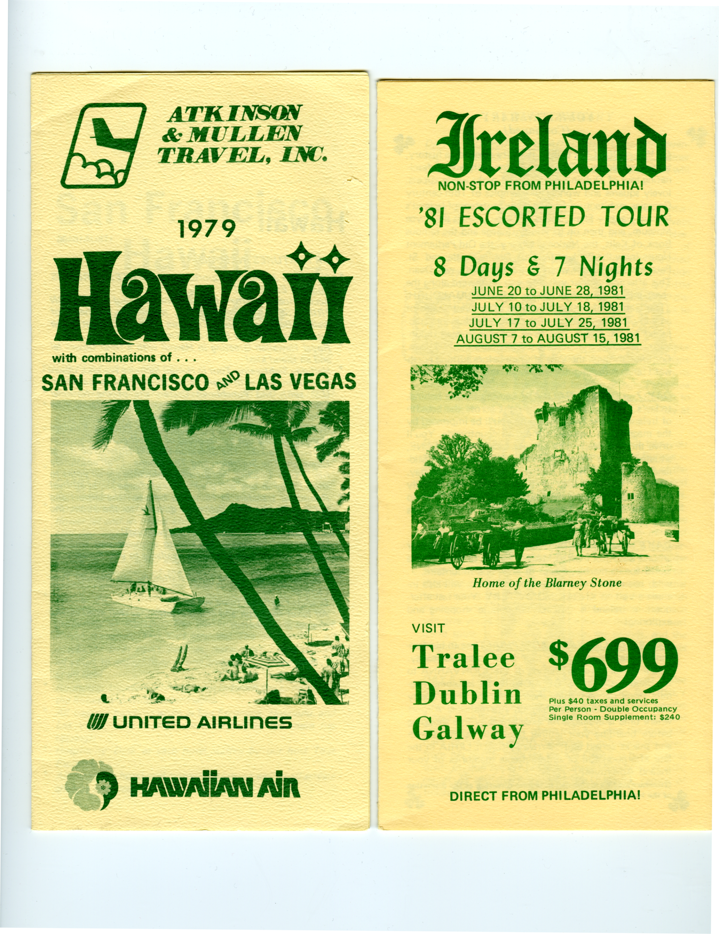 ATKINSON
& MULLEN
TRAVEL, INC.
1979
Hawaii
with combinations of . . .
SAN FRANCISCO AND LAS VEGAS
UNITED AIRLINES
HAWAIIAN AIR
Ireland
NON-STOP FROM PHILADELPHIA!
'81 ESCORTED TOUR
8 Days & 7 Nights
JUNE 20 to JUNE 28, 1981
JULY 10 to JULY 18, 1981
JULY 17 to JULY 25, 1981
AUGUST 7 to AUGUST 15, 1981
Home of the Blarney Stone
VISIT
Tralee
Dublin
Galway
$699
Plus $40 taxes and services
Per Person - Double Occupancy
Single Room Supplement: $240
DIRECT FROM PHILADELPHIA!